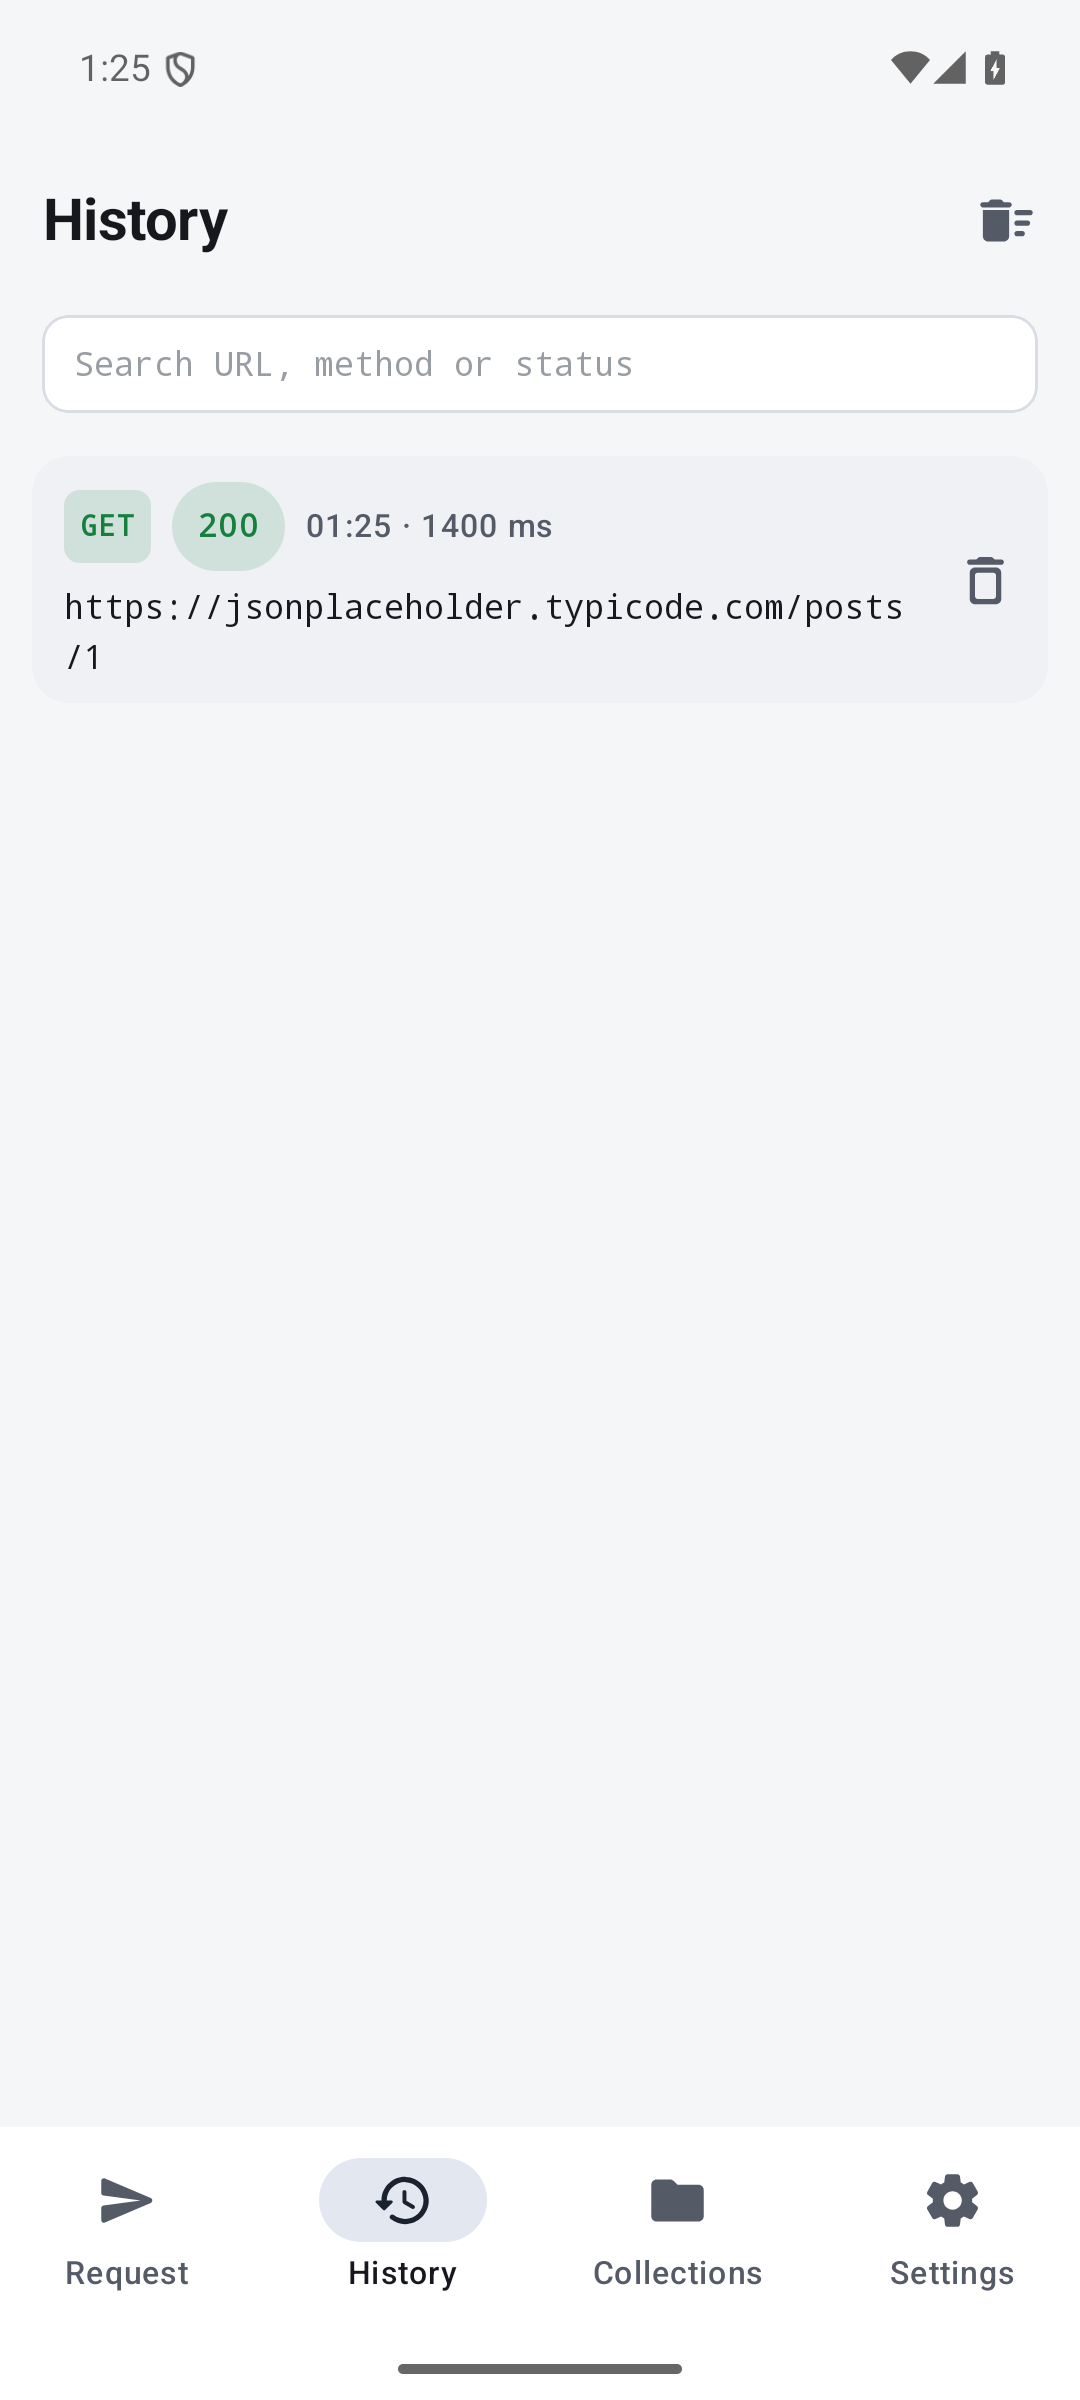 1:25
History
Search URL, method or status
GET 200 01:25 · 1400 ms
https://jsonplaceholder.typicode.com/posts
/1
Request History Collections Settings